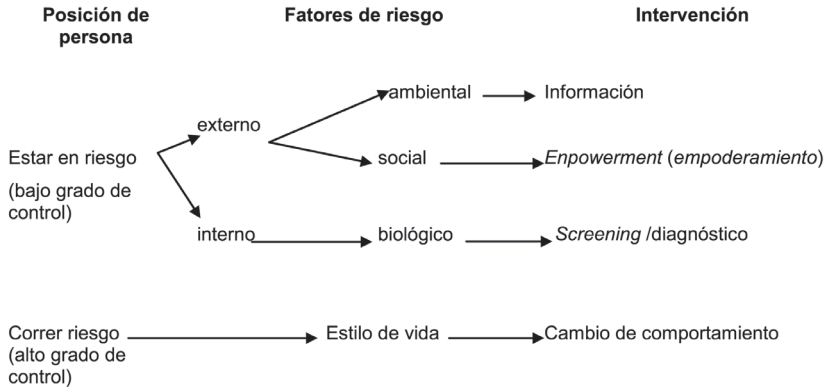 Posición de persona
Fatores de riesgo
Intervención
ambiental
Información
externo
Estar en riesgo
social
Enpowerment (empoderamiento)
(bajo grado de
control)
interno
biológico
Screening /diagnóstico
Correr riesgo
Estilo de vida
Cambio de comportamiento
(alto grado de
control)